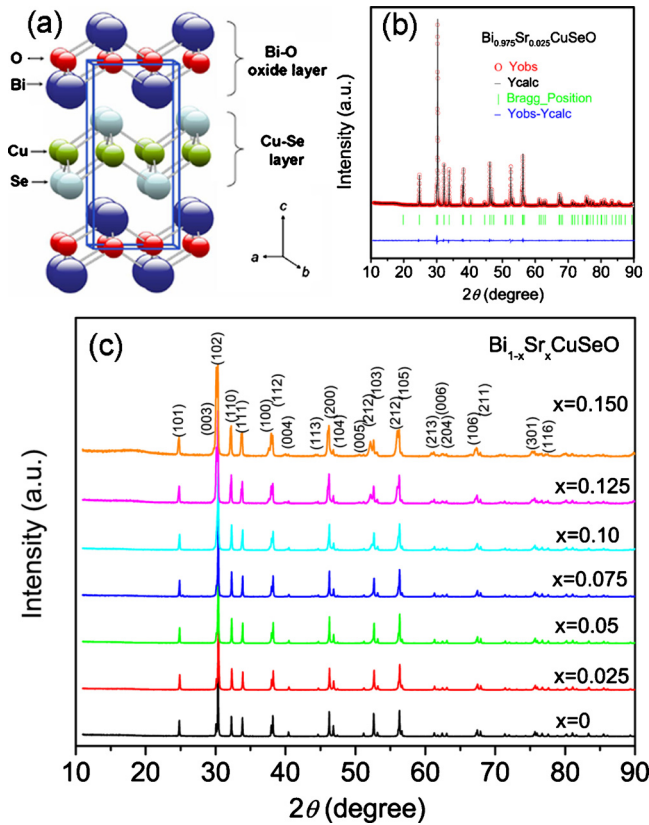 (a)
O
Bi
Cu
Se
Bi-O
oxide layer
Cu-Se
layer
c
a
b
(b)
Bi0.975Sr0.025CuSeO
Yobs
Ycalc
Bragg_Position
Yobs-Ycalc
Intensity (a.u.)
10 20 30 40 50 60 70 80 90
2θ (degree)
(c)
Bi1-xSrxCuSeO
(101)
(003)
(102)
(110)
(111)
(100)
(112)
(004)
(113)
(200)
(104)
(005)
(212)
(103)
(212)
(105)
(213)
(006)
(204)
(106)
(211)
(301)
(116)
x=0.150
x=0.125
x=0.10
x=0.075
x=0.05
x=0.025
x=0
Intensity (a.u.)
10 20 30 40 50 60 70 80 90
2θ (degree)